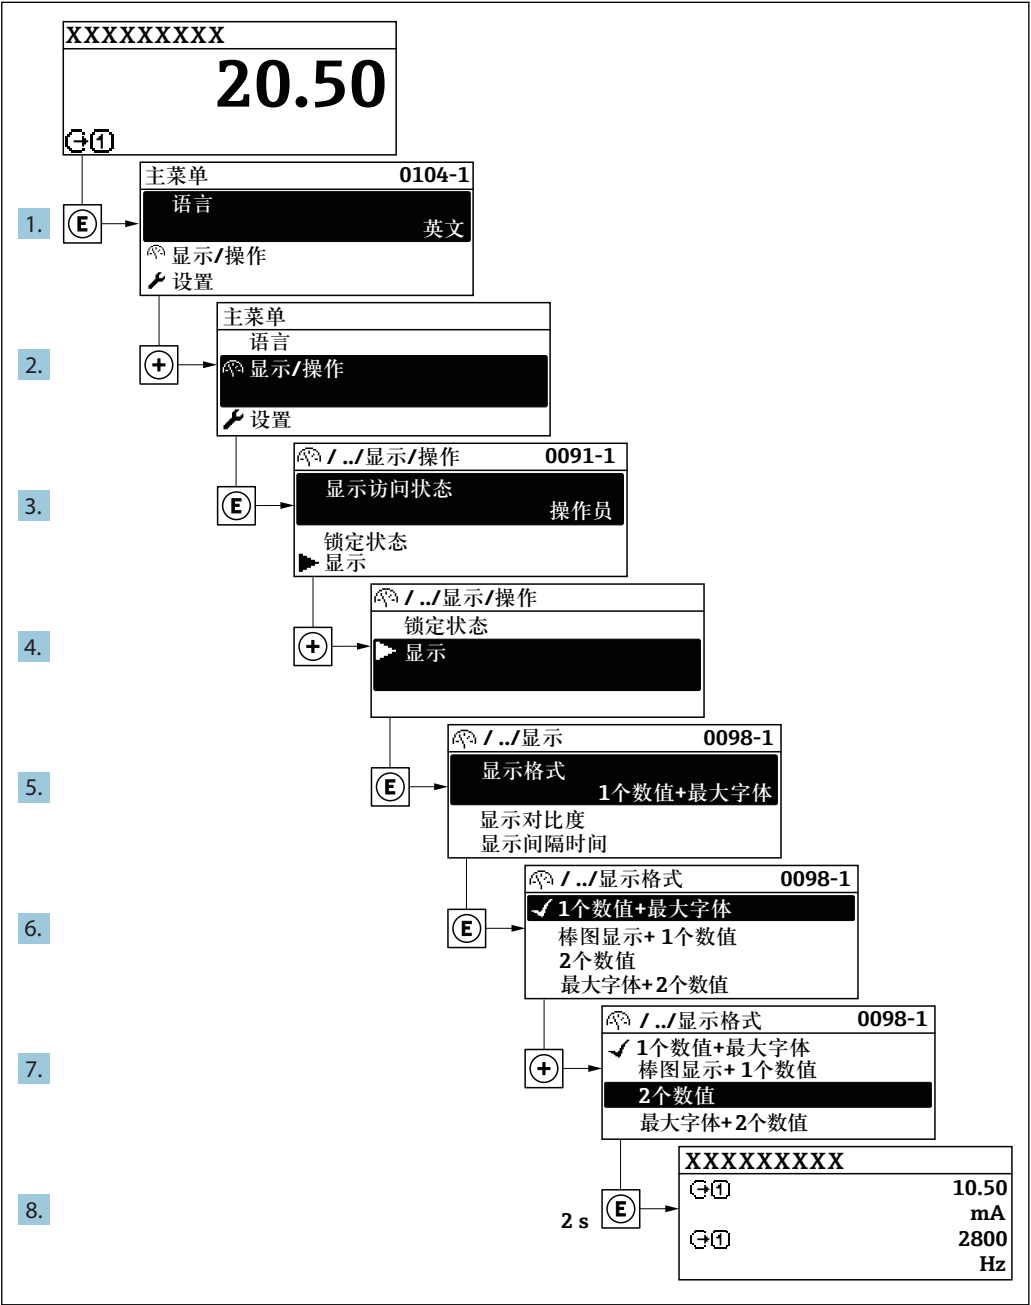 XXXXXXXXX
20.50
1
主菜单 0104-1
1. E 语言
英文
显示/操作
设置
主菜单
语言
2. + 显示/操作
设置
/ ../显示/操作 0091-1
显示访问状态
3. E 操作员
锁定状态
显示
/ ../显示/操作
锁定状态
4. + 显示
/ ../显示 0098-1
显示格式
5. E 1个数值+最大字体
显示对比度
显示间隔时间
/ ../显示格式 0098-1
1个数值+最大字体
6. E 棒图显示+ 1个数值
2个数值
最大字体+2个数值
/ ../显示格式 0098-1
1个数值+最大字体
7. + 棒图显示+ 1个数值
2个数值
最大字体+2个数值
XXXXXXXXX
1 10.50
8. 2 s E mA
1 2800
Hz